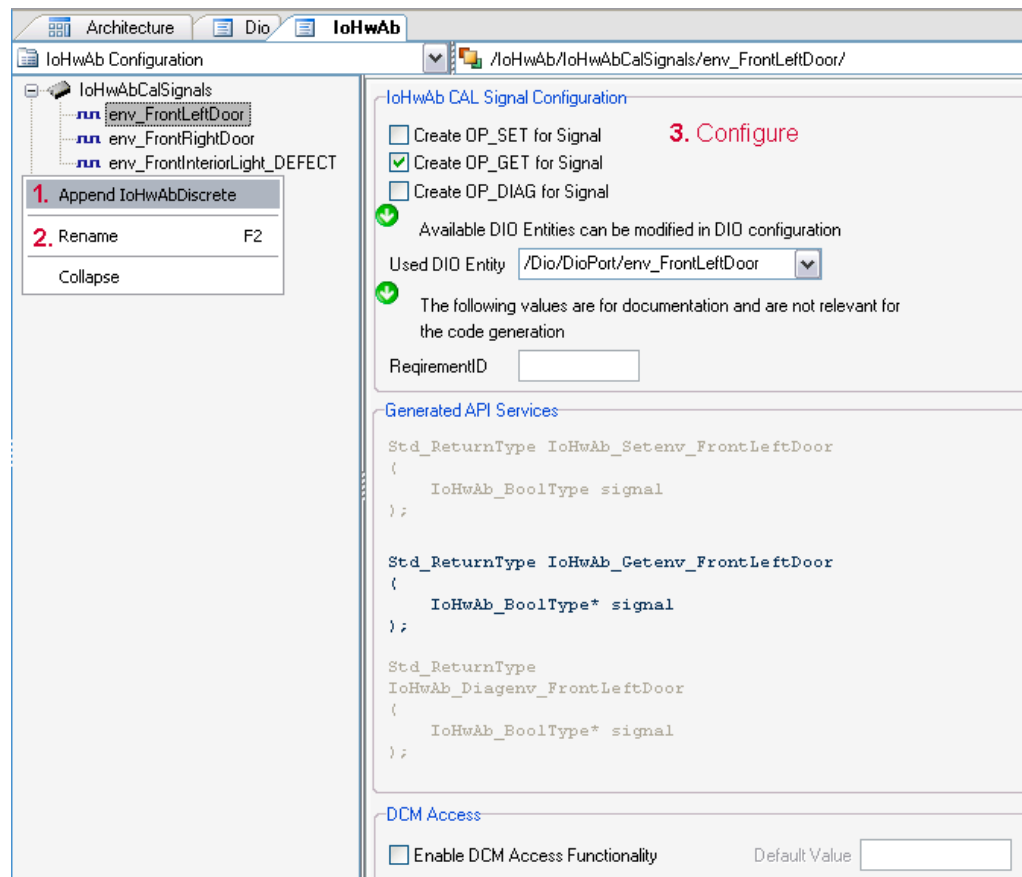 Architecture Dio IoHwAb
IoHwAb Configuration /IoHwAb/IoHwAbCalSignals/env_FrontLeftDoor/
IoHwAbCalSignals
env_FrontLeftDoor
env_FrontRightDoor
env_FrontInteriorLight_DEFECT
1. Append IoHwAbDiscrete
2. Rename F2
Collapse
IoHwAb CAL Signal Configuration
Create OP_SET for Signal 3. Configure
Create OP_GET for Signal
Create OP_DIAG for Signal
Available DIO Entities can be modified in DIO configuration
Used DIO Entity /Dio/DioPort/env_FrontLeftDoor
The following values are for documentation and are not relevant for
the code generation
ReqirementID
Generated API Services
Std_ReturnType IoHwAb_Setenv_FrontLeftDoor
(
IoHwAb_BoolType signal
);
Std_ReturnType IoHwAb_Getenv_FrontLeftDoor
(
IoHwAb_BoolType* signal
);
Std_ReturnType
IoHwAb_Diagenv_FrontLeftDoor
(
IoHwAb_BoolType* signal
);
DCM Access
Enable DCM Access Functionality Default Value